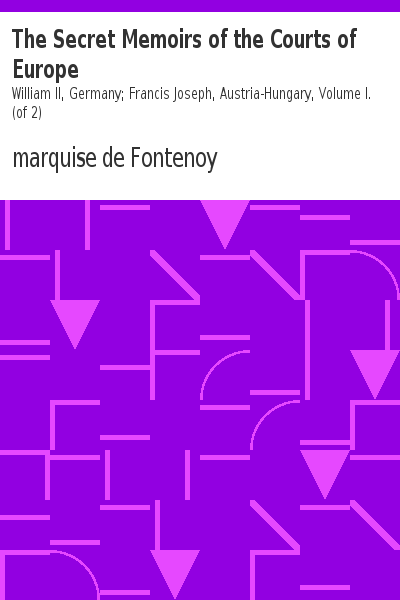 The Secret Memoirs of the Courts of
Europe
William II, Germany; Francis Joseph, Austria-Hungary, Volume I.
(of 2)
marquise de Fontenoy